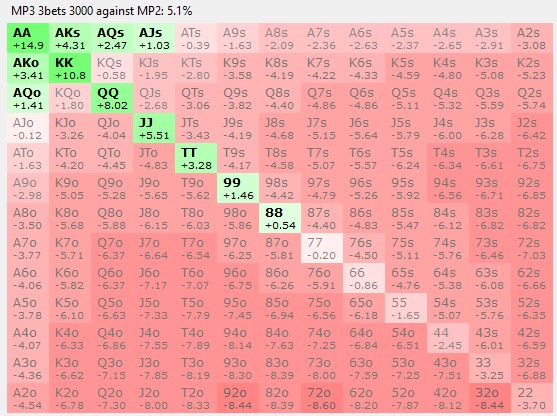 MP3 3bets 3000 against MP2: 5.1%
AA AKs AQs AJs ATs A9s A8s A7s A6s A5s A4s A3s A2s
+14.9 +4.31 +2.47 +1.03 -0.39 -1.63 -2.09 -2.36 -2.63 -2.37 -2.65 -2.91 -3.08
AKo KK KQs KJs KTs K9s K8s K7s K6s K5s K4s K3s K2s
+3.41 +10.8 -0.58 -1.95 -2.80 -3.58 -4.19 -4.22 -4.33 -4.59 -4.80 -5.08 -5.23
AQo KQo QQ QJs QTs Q9s Q8s Q7s Q6s Q5s Q4s Q3s Q2s
+1.41 -1.80 +8.02 -2.68 -3.06 -3.82 -4.40 -4.86 -4.86 -5.11 -5.32 -5.59 -5.74
AJo KJo QJo JJ JTs J9s J8s J7s J6s J5s J4s J3s J2s
-0.12 -3.26 -4.04 +5.51 -3.43 -4.19 -4.68 -5.15 -5.64 -5.79 -6.00 -6.28 -6.42
ATo KTo QTo JTo TT T9s T8s T7s T6s T5s T4s T3s T2s
-1.63 -4.20 -4.45 -4.83 +3.28 -4.17 -4.58 -5.07 -5.57 -6.24 -6.34 -6.61 -6.75
A9o K9o Q9o J9o T9o 99 98s 97s 96s 95s 94s 93s 92s
-2.98 -5.05 -5.28 -5.65 -5.62 +1.46 -4.42 -4.79 -5.26 -5.92 -6.56 -6.71 -6.85
A8o K8o Q8o J8o T8o 98o 88 87s 86s 85s 84s 83s 82s
-3.50 -5.68 -5.88 -6.15 -6.03 -5.86 +0.54 -4.40 -4.83 -5.47 -6.12 -6.82 -6.82
A7o K7o Q7o J7o T7o 97o 87o 77 76s 75s 74s 73s 72s
-3.77 -5.71 -6.37 -6.64 -6.54 -6.25 -5.81 -0.20 -4.50 -5.11 -5.76 -6.46 -7.03
A6o K6o Q6o J6o T6o 96o 86o 76o 66 65s 64s 63s 62s
-4.06 -5.82 -6.37 -7.17 -7.07 -6.75 -6.26 -5.91 -0.86 -4.76 -5.38 -6.08 -6.66
A5o K5o Q5o J5o T5o 95o 85o 75o 65o 55 54s 53s 52s
-3.78 -6.10 -6.63 -7.33 -7.79 -7.45 -6.94 -6.56 -6.18 -1.65 -5.07 -5.76 -6.35
A4o K4o Q4o J4o T4o 94o 84o 74o 64o 54o 44 43s 42s
-4.07 -6.33 -6.86 -7.55 -7.89 -8.14 -7.63 -7.25 -6.84 -6.51 -2.45 -6.01 -6.59
A3o K3o Q3o J3o T3o 93o 83o 73o 63o 53o 43o 33 32s
-4.36 -6.62 -7.15 -7.85 -8.19 -8.30 -8.39 -8.00 -7.59 -7.25 -7.51 -3.25 -6.88
A2o K2o Q2o J2o T2o 92o 82o 72o 62o 52o 42o 32o 22
-4.52 -6.78 -7.30 -8.00 -8.33 -8.44 -8.39 -8.60 -8.20 -7.87 -8.12 -8.44 -3.70